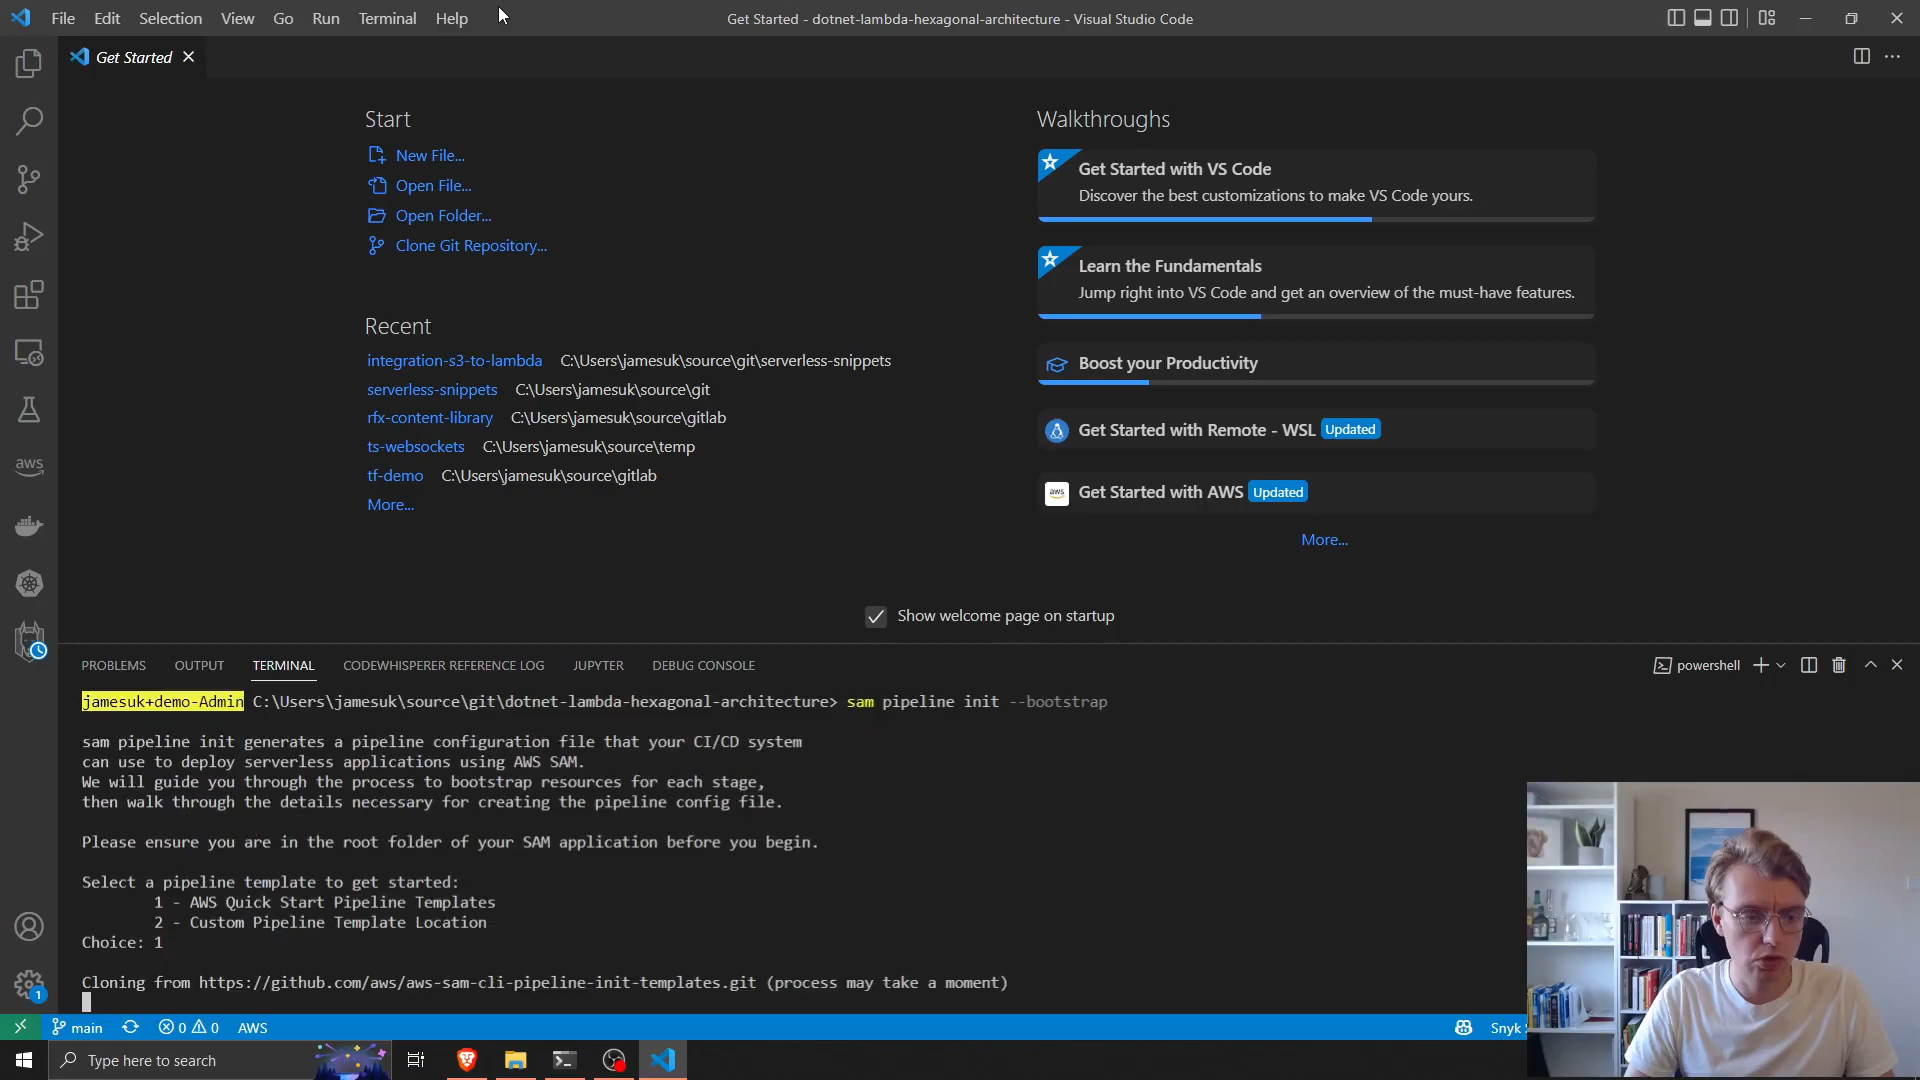 File Edit Selection View Go Run Terminal Help
Get Started - dotnet-lambda-hexagonal-architecture - Visual Studio Code
Get Started
Start
New File...
Open File...
Open Folder...
Clone Git Repository...
Recent
integration-s3-to-lambda C:\Users\jamesuk\source\git\serverless-snippets
serverless-snippets C:\Users\jamesuk\source\git
rfx-content-library C:\Users\jamesuk\source\gitlab
ts-websockets C:\Users\jamesuk\source\temp
tf-demo C:\Users\jamesuk\source\gitlab
More...
Walkthroughs
Get Started with VS Code
Discover the best customizations to make VS Code yours.
Learn the Fundamentals
Jump right into VS Code and get an overview of the must-have features.
Boost your Productivity
Get Started with Remote - WSL Updated
aws Get Started with AWS Updated
More...
Show welcome page on startup
aws
PROBLEMS OUTPUT TERMINAL CODEWHISPERER REFERENCE LOG JUPYTER DEBUG CONSOLE
powershell
jamesuk+demo-Admin C:\Users\jamesuk\source\git\dotnet-lambda-hexagonal-architecture> sam pipeline init --bootstrap
sam pipeline init generates a pipeline configuration file that your CI/CD system
can use to deploy serverless applications using AWS SAM.
We will guide you through the process to bootstrap resources for each stage,
then walk through the details necessary for creating the pipeline config file.
Please ensure you are in the root folder of your SAM application before you begin.
Select a pipeline template to get started:
1 - AWS Quick Start Pipeline Templates
2 - Custom Pipeline Template Location
Choice: 1
Cloning from https://github.com/aws/aws-sam-cli-pipeline-init-templates.git (process may take a moment)
1
main 0 0 AWS
Snyk
Type here to search